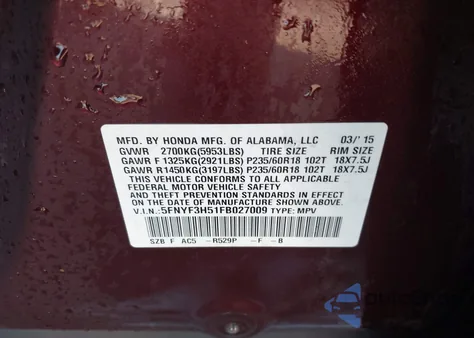 MFD. BY HONDA MFG. OF ALABAMA, LLC 03/'15
GVWR 2700KG(5953LBS) TIRE SIZE RIM SIZE
GAWR F 1325KG(2921LBS) P235/60R18 102T 18X7.5J
GAWR R 1450KG(3197LBS) P235/60R18 102T 18X7.5J
THIS VEHICLE CONFORMS TO ALL APPLICABLE
FEDERAL MOTOR VEHICLE SAFETY
AND THEFT PREVENTION STANDARDS IN EFFECT
ON THE DATE OF MANUFACTURE SHOWN ABOVE.
V.I.N.:5FNYF3H51FB027009 TYPE: MPV
SZB F AC5 -R529P -F -B